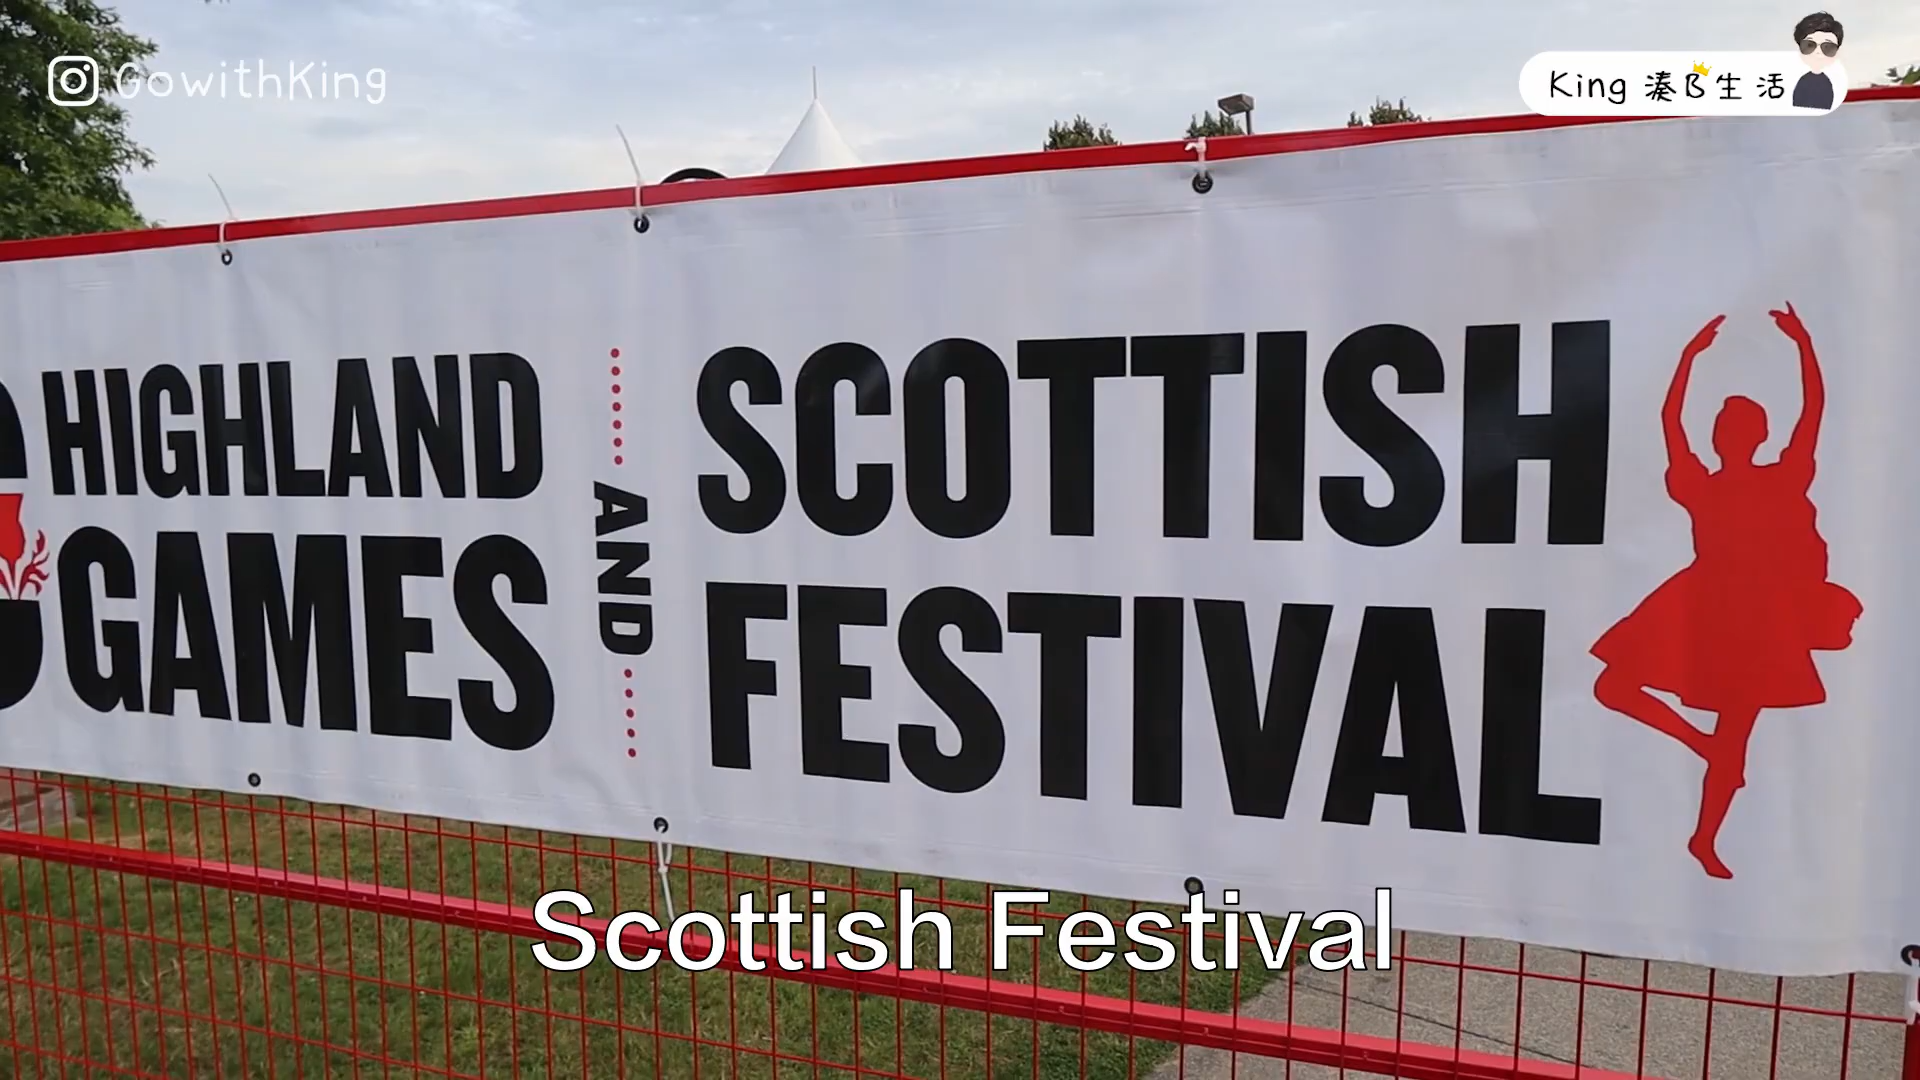 GowithKing
King 湊B生活
HIGHLAND
GAMES
AND
SCOTTISH
FESTIVAL
Scottish Festival